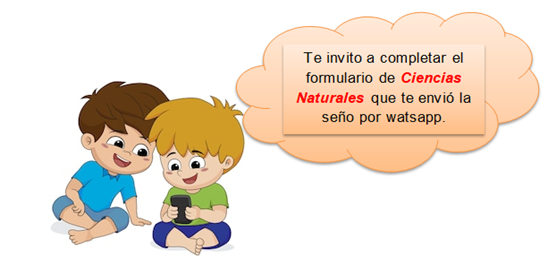 Te invito a completar el
formulario de Ciencias
Naturales que te envió la
seño por watsapp.